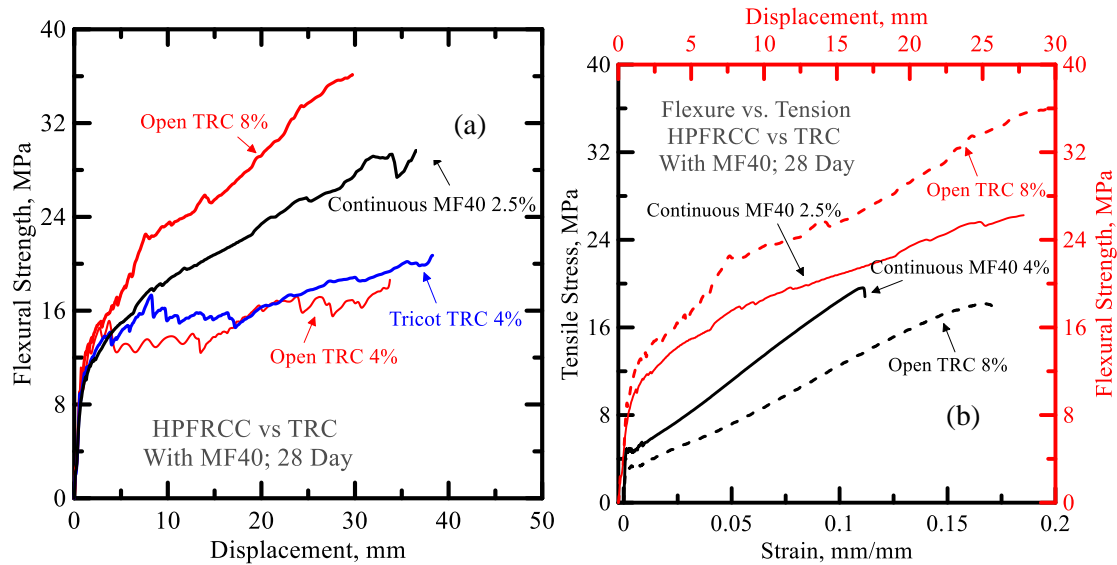 40
32
24
16
8
0
Flexural Strength, MPa
Open TRC 8%
(a)
Continuous MF40 2.5%
Tricot TRC 4%
Open TRC 4%
HPFRCC vs TRC
With MF40; 28 Day
0 10 20 30 40 50
Displacement, mm
Displacement, mm
0 5 10 15 20 25 30
40
32
24
16
8
0
Tensile Stress, MPa
Flexure vs. Tension
HPFRCC vs TRC
With MF40; 28 Day
Open TRC 8%
Continuous MF40 2.5%
Continuous MF40 4%
Open TRC 8%
(b)
40
32
24
16
8
0
Flexural Strength, MPa
0 0.05 0.1 0.15 0.2
Strain, mm/mm